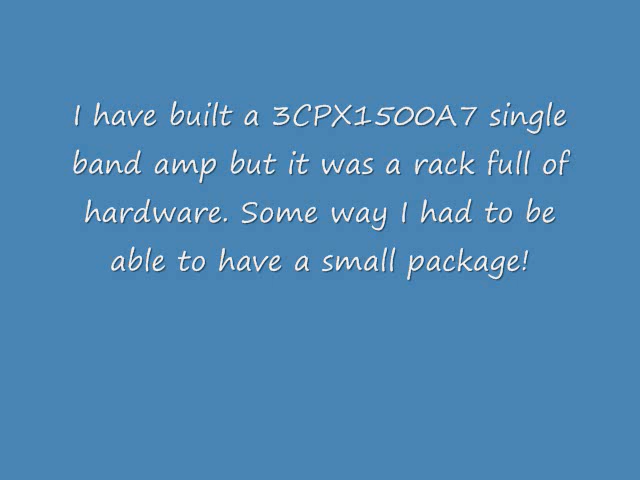 I have built a 3CPX1500A7 single
band amp but it was a rack full of
hardware. Some way I had to be
able to have a small package!